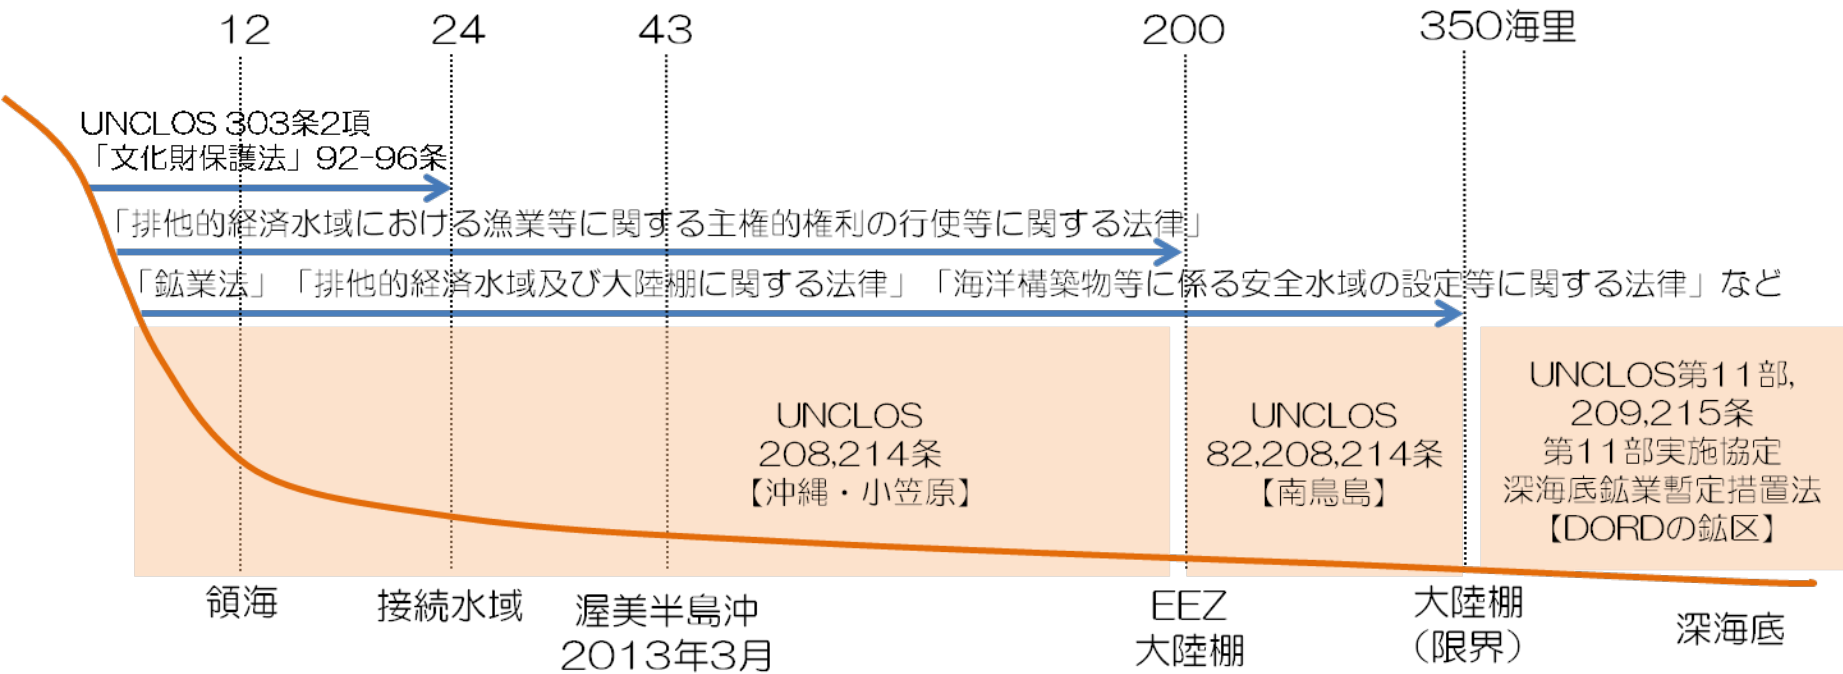 12
24
43
200
350海里
UNCLOS 303条2項
「文化財保護法」92-96条
「排他的経済水域における漁業等に関する主権的権利の行使等に関する法律」
「鉱業法」「排他的経済水域及び大陸棚に関する法律」「海洋構築物等に係る安全水域の設定等に関する法律」など
UNCLOS
208,214条
【沖縄・小笠原】
UNCLOS
82,208,214条
【南鳥島】
UNCLOS第11部,
209,215条
第11部実施協定
深海底鉱業暫定措置法
【DORDの鉱区】
領海
接続水域
渥美半島沖
2013年3月
EEZ
大陸棚
大陸棚
（限界）
深海底